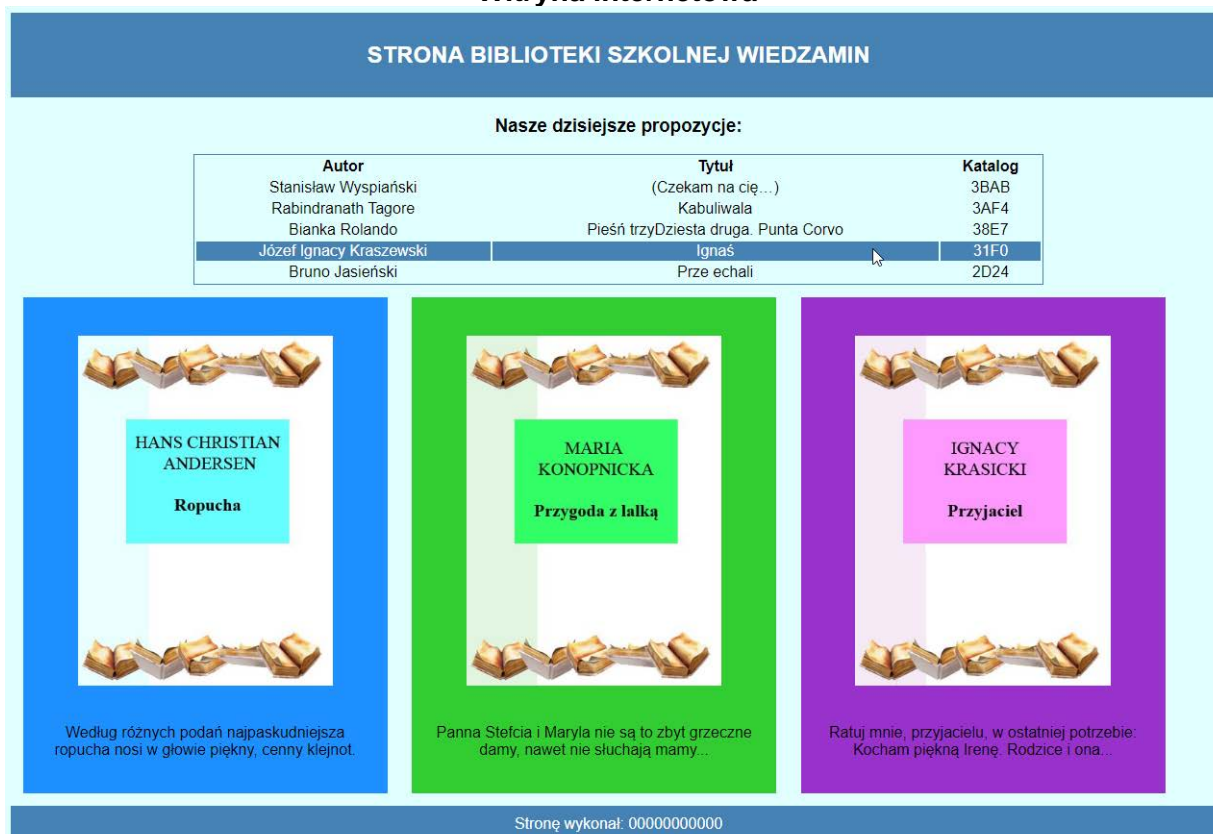 Witryna internetowa
STRONA BIBLIOTEKI SZKOLNEJ WIEDZAMIN
Nasze dzisiejsze propozycje:
Autor Tytuł Katalog
Stanisław Wyspiański (Czekam na cię...) 3BAB
Rabindranath Tagore Kabuliwala 3AF4
Bianka Rolando Pieśń trzyDziesta druga. Punta Corvo 38E7
Józef Ignacy Kraszewski Ignaś 31F0
Bruno Jasieński Prze echali 2D24
HANS CHRISTIAN
ANDERSEN
Ropucha
Według różnych podań najpaskudniejsza
ropucha nosi w głowie piękny, cenny klejnot.
MARIA
KONOPNICKA
Przygoda z lalką
Panna Stefcia i Maryla nie są to zbyt grzeczne
damy, nawet nie słuchają mamy...
IGNACY
KRASICKI
Przyjaciel
Ratuj mnie, przyjacielu, w ostatniej potrzebie:
Kocham piękną Irenę. Rodzice i ona...
Stronę wykonał: 00000000000